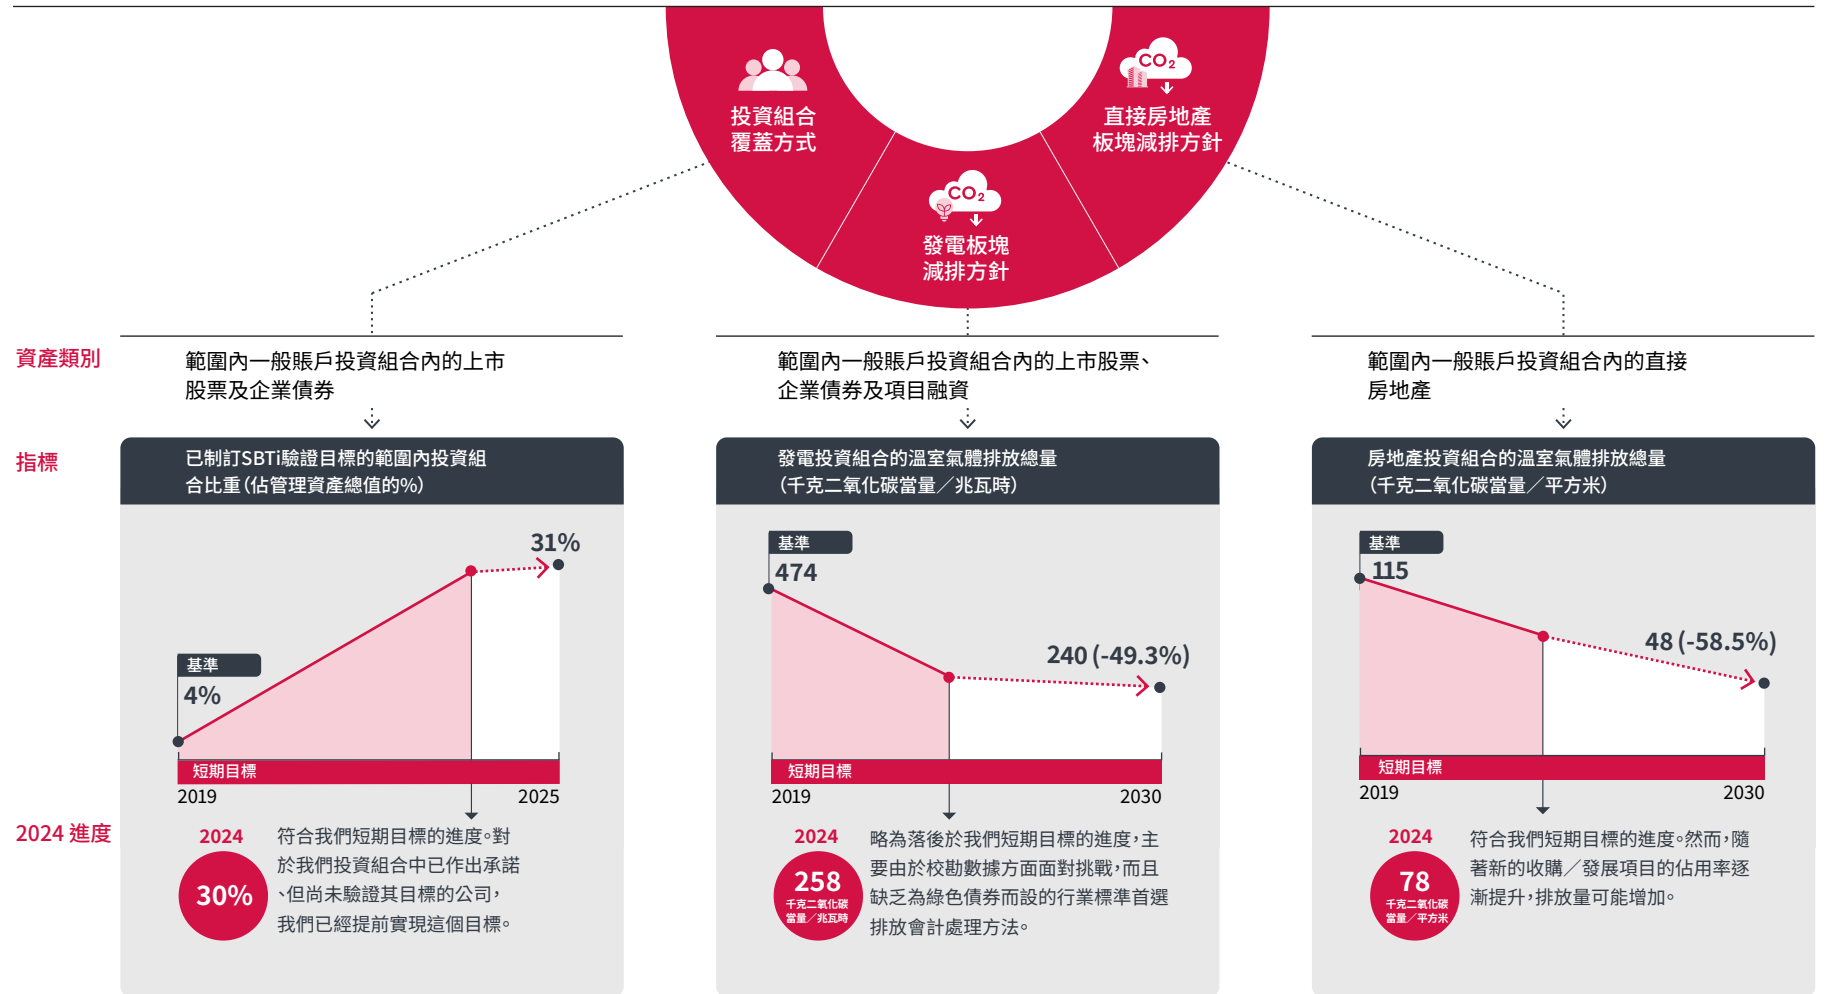 CO₂
投資組合
覆蓋方式
CO₂
直接房地產
板塊減排方針
CO₂
發電板塊
減排方針
資產類別
範圍內一般賬戶投資組合內的上市
股票及企業債券
範圍內一般賬戶投資組合內的上市股票、
企業債券及項目融資
範圍內一般賬戶投資組合內的直接
房地產
指標
已制訂SBTi驗證目標的範圍內投資組
合比重(佔管理資產總值的%)
31%
基準
4%
短期目標
2019
2025
發電投資組合的溫室氣體排放總量
(千克二氧化碳當量／兆瓦時)
基準
474
240 (-49.3%)
短期目標
2019
2030
房地產投資組合的溫室氣體排放總量
(千克二氧化碳當量／平方米)
基準
115
48 (-58.5%)
短期目標
2019
2030
2024 進度
2024
30%
符合我們短期目標的進度。對
於我們投資組合中已作出承諾
、但尚未驗證其目標的公司，
我們已經提前實現這個目標。
2024
258
千克二氧化碳
當量／兆瓦時
略為落後於我們短期目標的進度，主
要由於校勘數據方面面對挑戰，而且
缺乏為綠色債券而設的行業標準首選
排放會計處理方法。
2024
78
千克二氧化碳
當量／平方米
符合我們短期目標的進度。然而，隨
著新的收購／發展項目的佔用率逐
漸提升，排放量可能增加。